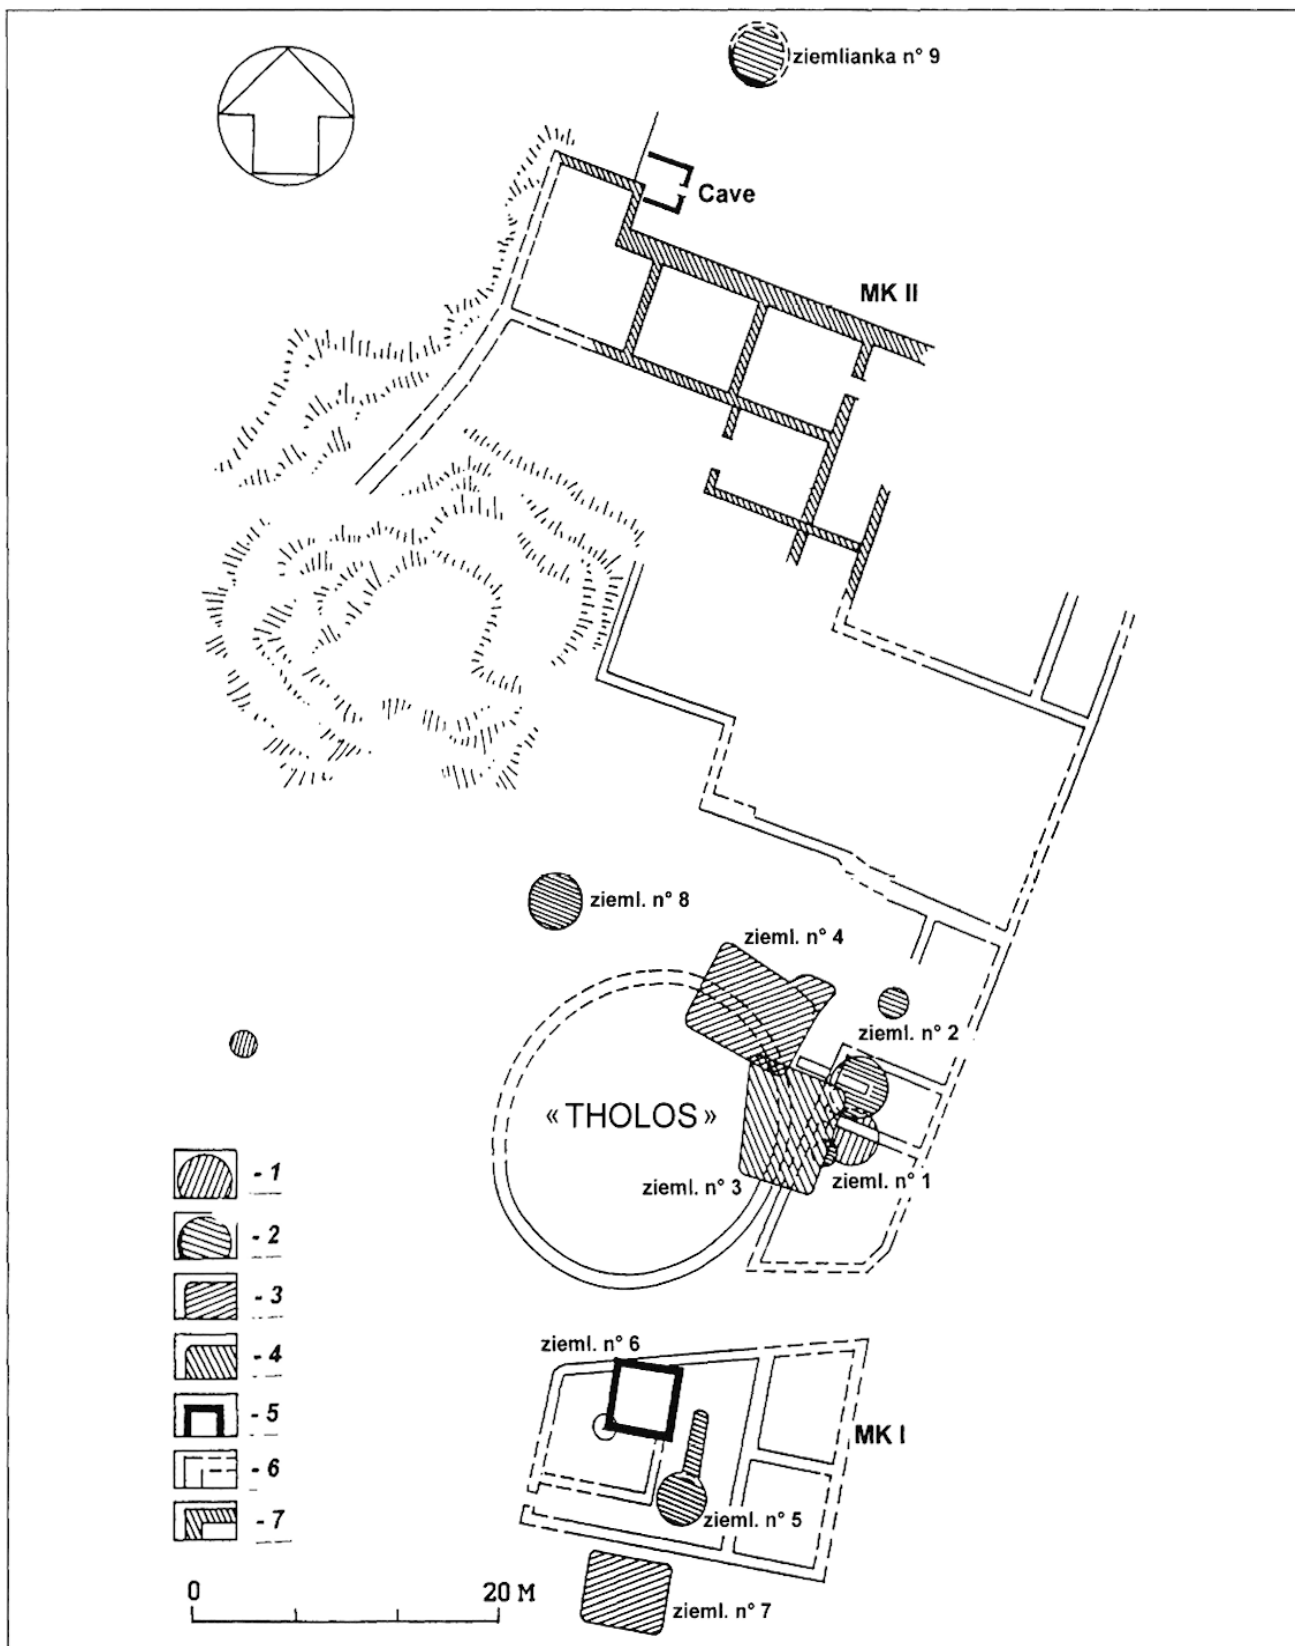 ziemlianka n° 9
Cave
MK II
zieml. n° 8
zieml. n° 4
zieml. n° 2
« THOLOS »
zieml. n° 3
zieml. n° 1
- 1
- 2
- 3
- 4
- 5
- 6
- 7
zieml. n° 6
MK I
zieml. n° 5
zieml. n° 7
0 20 M